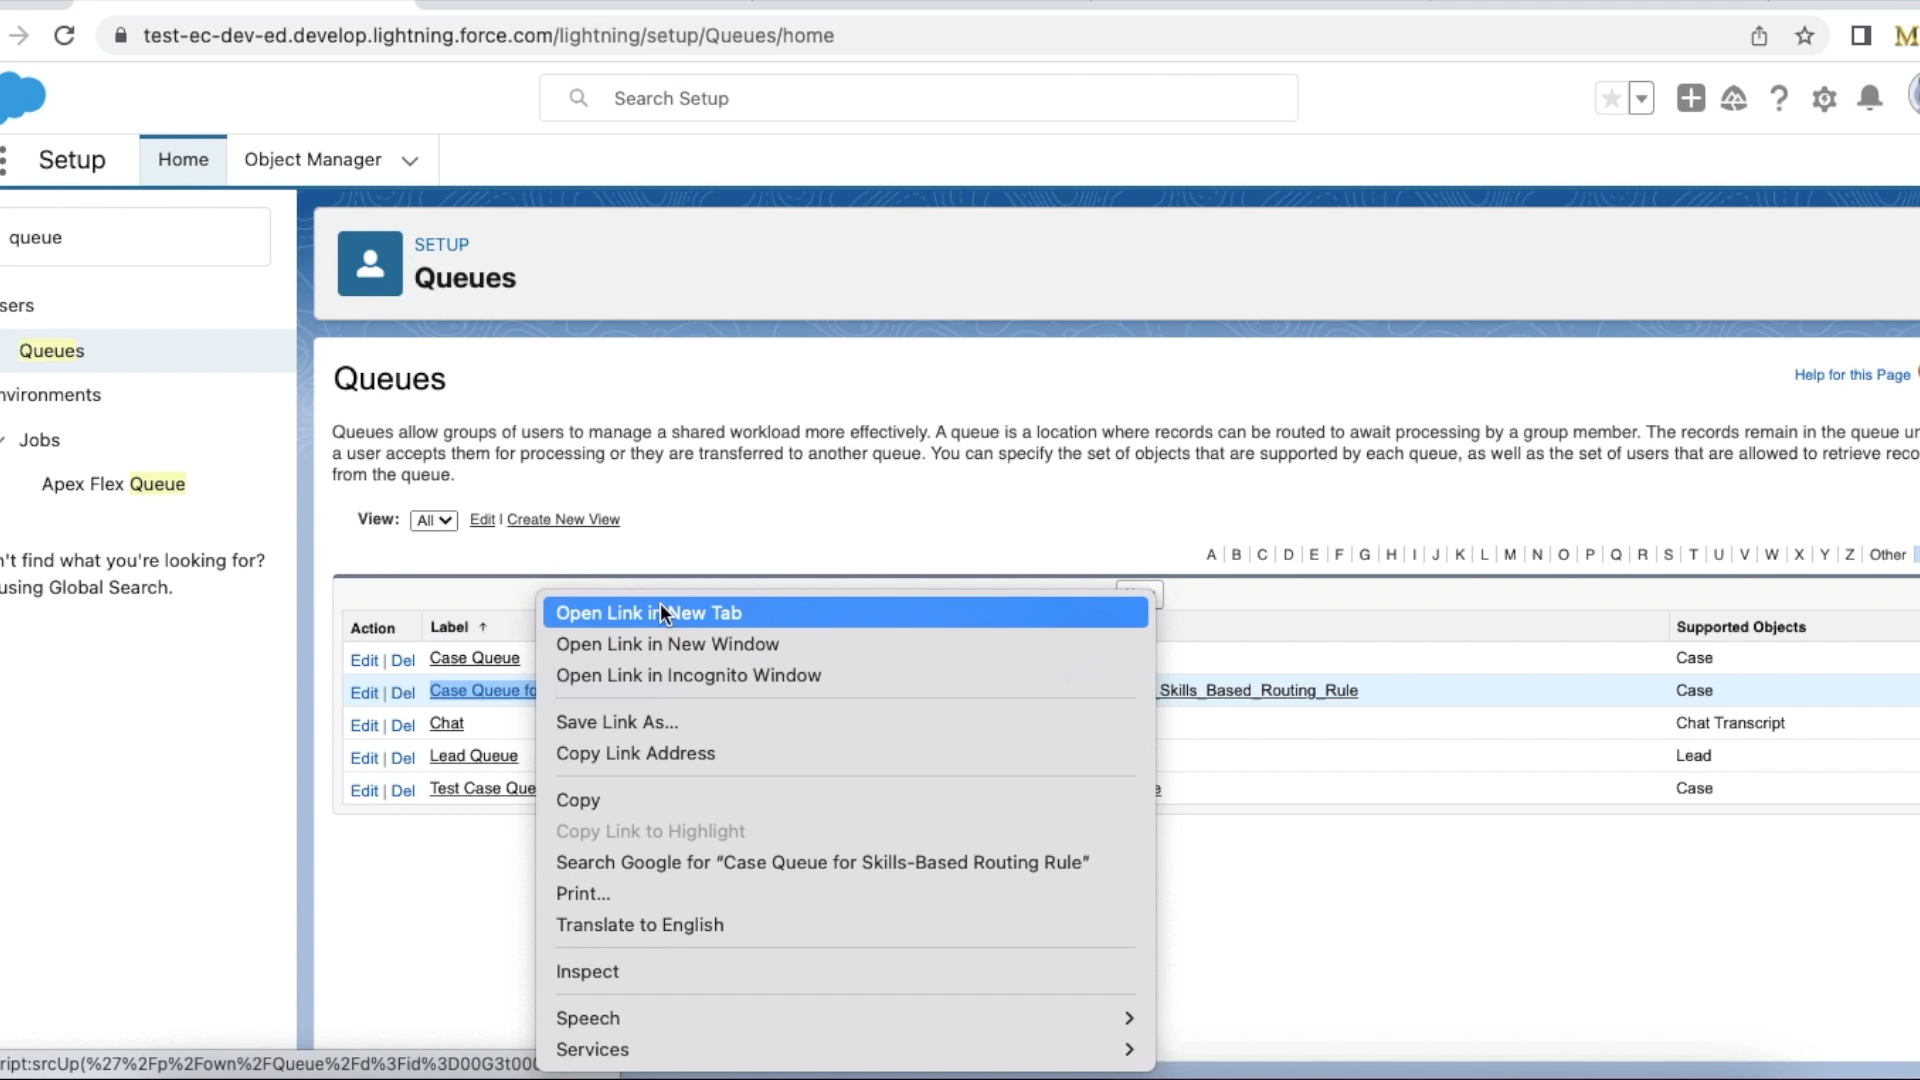 test-ec-dev-ed.develop.lightning.force.com/lightning/setup/Queues/home
M
Search Setup
Setup
Home
Object Manager
queue
sers
Queues
nvironments
Jobs
Apex Flex Queue
n't find what you're looking for?
using Global Search.
SETUP
Queues
Queues
Help for this Page
Queues allow groups of users to manage a shared workload more effectively. A queue is a location where records can be routed to await processing by a group member. The records remain in the queue un
a user accepts them for processing or they are transferred to another queue. You can specify the set of objects that are supported by each queue, as well as the set of users that are allowed to retrieve reco
from the queue.
View: All Edit | Create New View
A | B | C | D | E | F | G | H | I | J | K | L | M | N | O | P | Q | R | S | T | U | V | W | X | Y | Z | Other
Action Label ↑ Supported Objects
Edit | Del Case Queue Case
Edit | Del Case Queue fo _Skills_Based_Routing_Rule Case
Edit | Del Chat Chat Transcript
Edit | Del Lead Queue Lead
Edit | Del Test Case Que e Case
Open Link in New Tab
Open Link in New Window
Open Link in Incognito Window
Save Link As...
Copy Link Address
Copy
Copy Link to Highlight
Search Google for “Case Queue for Skills-Based Routing Rule”
Print...
Translate to English
Inspect
Speech
Services
ript:srcUp(%27%2Fp%2Fown%2FQueue%2Fd%3Fid%3D00G3t000